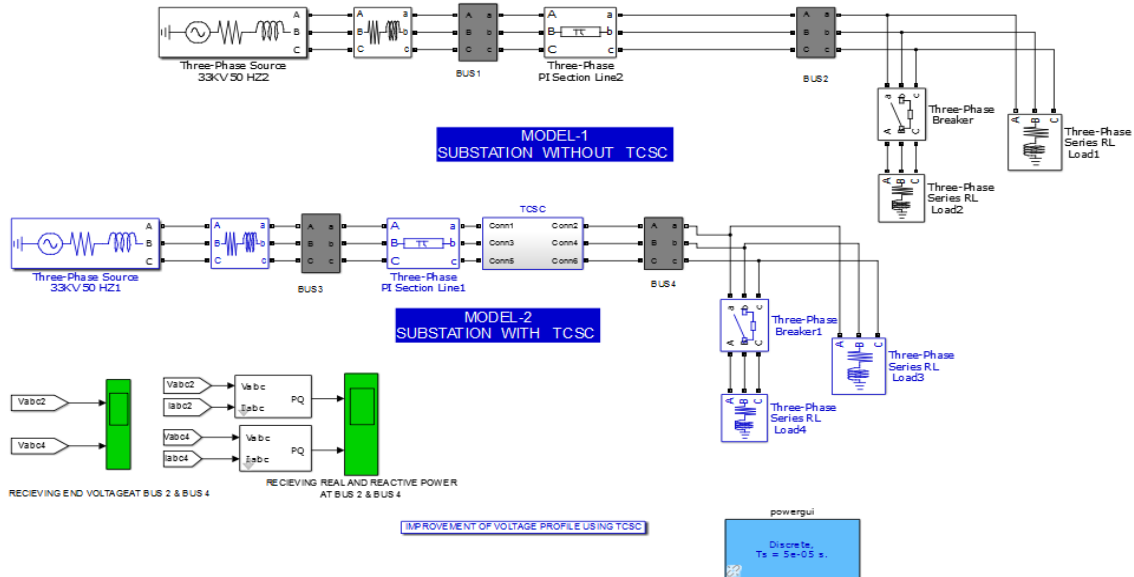 A A a A a A a A a
B B b B b B b B b
C C c C c C c C c
Three-Phase Source
33KV 50 HZ2
BUS1
Three-Phase
PI Section Line2
BUS2
a b c
A B C
Three-Phase
Breaker
A B C
Three-Phase
Series RL
Load1
A B C
Three-Phase
Series RL
Load2
MODEL-1
SUBSTATION WITHOUT TCSC
TCSC
A A a A a A a Conn1 Conn2 A a
B B b B b B b Conn3 Conn4 B b
C C c C c C c Conn5 Conn6 C c
Three-Phase Source
33KV 50 HZ1
BUS3
Three-Phase
PI Section Line1
BUS4
MODEL-2
SUBSTATION WITH TCSC
a b c
A B C
Three-Phase
Breaker1
A B C
Three-Phase
Series RL
Load3
A B C
Three-Phase
Series RL
Load4
Vabc2
Vabc4
Vabc2
Iabc2
Vabc
Iabc
PQ
Vabc4
Iabc4
Vabc
Iabc
PQ
RECIEVING END VOLTAGEAT BUS 2 & BUS 4
RECIEVING REAL AND REACTIVE POWER
AT BUS 2 & BUS 4
IMPROVEMENT OF VOLTAGE PROFILE USING TCSC
powergui
Discrete,
Ts = 5e-05 s.